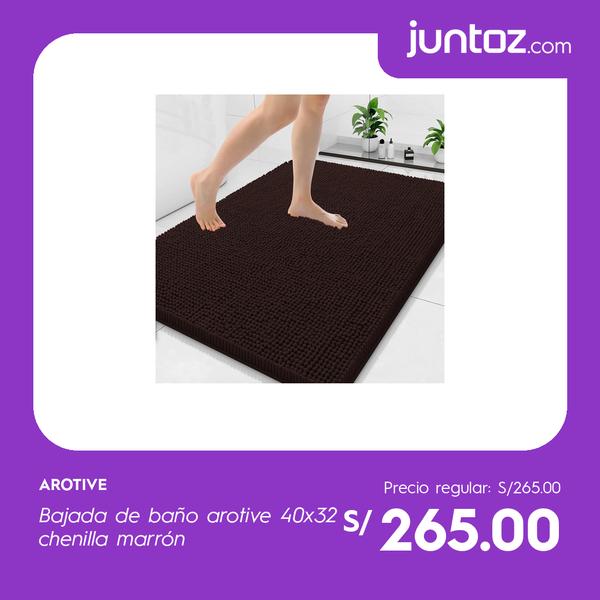 juntoz.com
AROTIVE
Bajada de baño arotive 40x32
chenilla marrón
Precio regular: S/265.00
S/ 265.00